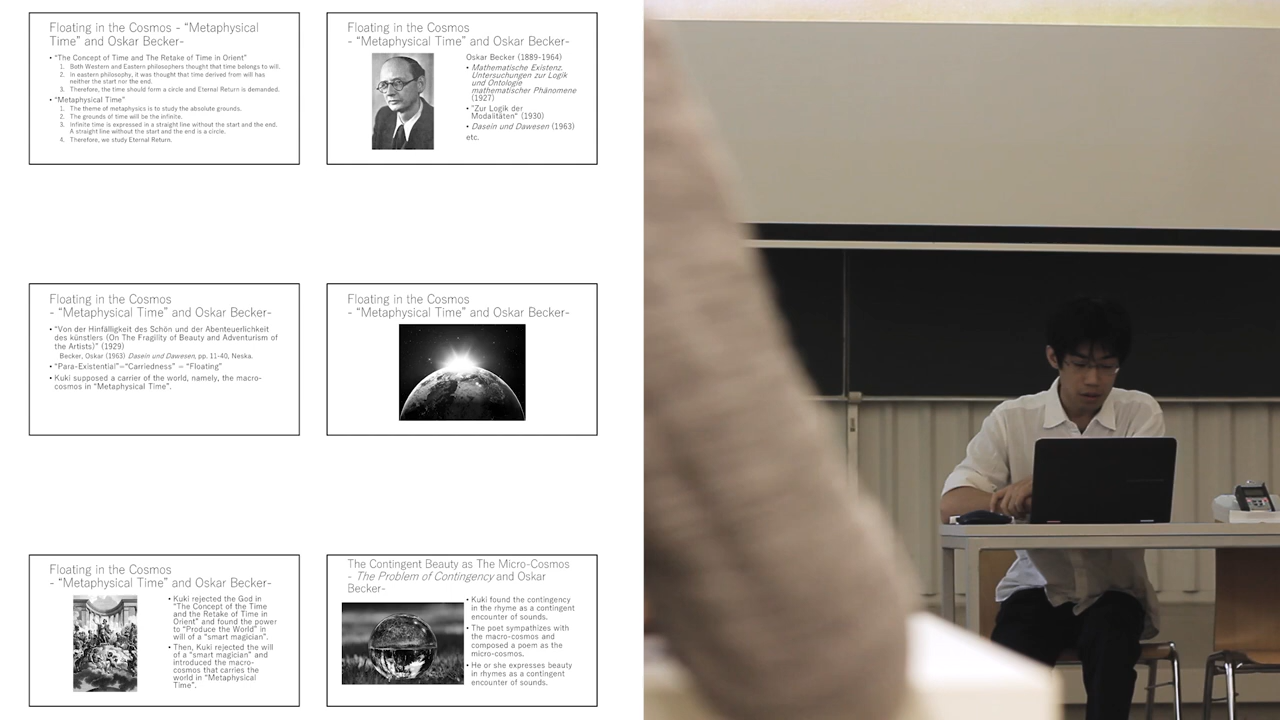 Floating in the Cosmos - “Metaphysical
Time” and Oskar Becker-
• “The Concept of Time and The Retake of Time in Orient”
1. Both Western and Eastern philosophers thought that time belongs to will.
2. In eastern philosophy, it was thought that time derived from will has
neither the start nor the end.
3. Therefore, the time should form a circle and Eternal Return is demanded.
• “Metaphysical Time”
1. The theme of metaphysics is to study the absolute grounds.
2. The grounds of time will be the infinite.
3. Infinite time is expressed in a straight line without the start and the end.
A straight line without the start and the end is a circle.
4. Therefore, we study Eternal Return.
Floating in the Cosmos
- “Metaphysical Time” and Oskar Becker-
Oskar Becker (1889-1964)
• Mathematische Existenz.
Untersuchungen zur Logik
und Ontologie
mathematischer Phänomene
(1927)
• “Zur Logik der
Modalitäten” (1930)
• Dasein und Dawesen (1963)
etc.
Floating in the Cosmos
- “Metaphysical Time” and Oskar Becker-
• “Von der Hinfälligkeit des Schön und der Abenteuerlichkeit
des künstlers (On The Fragility of Beauty and Adventurism of
the Artists)” (1929)
Becker, Oskar (1963) Dasein und Dawesen, pp. 11-40, Neska.
• “Para-Existential”−“Carriedness” − “Floating”
• Kuki supposed a carrier of the world, namely, the macro-
cosmos in “Metaphysical Time”.
Floating in the Cosmos
- “Metaphysical Time” and Oskar Becker-
Floating in the Cosmos
- “Metaphysical Time” and Oskar Becker-
• Kuki rejected the God in
“The Concept of the Time
and the Retake of Time in
Orient” and found the power
to “Produce the World” in
will of a “smart magician”.
• Then, Kuki rejected the will
of a “smart magician” and
introduced the macro-
cosmos that carries the
world in “Metaphysical
Time”.
The Contingent Beauty as The Micro-Cosmos
- The Problem of Contingency and Oskar
Becker-
• Kuki found the contingency
in the rhyme as a contingent
encounter of sounds.
• The poet sympathizes with
the macro-cosmos and
composed a poem as the
micro-cosmos.
• He or she expresses beauty
in rhymes as a contingent
encounter of sounds.